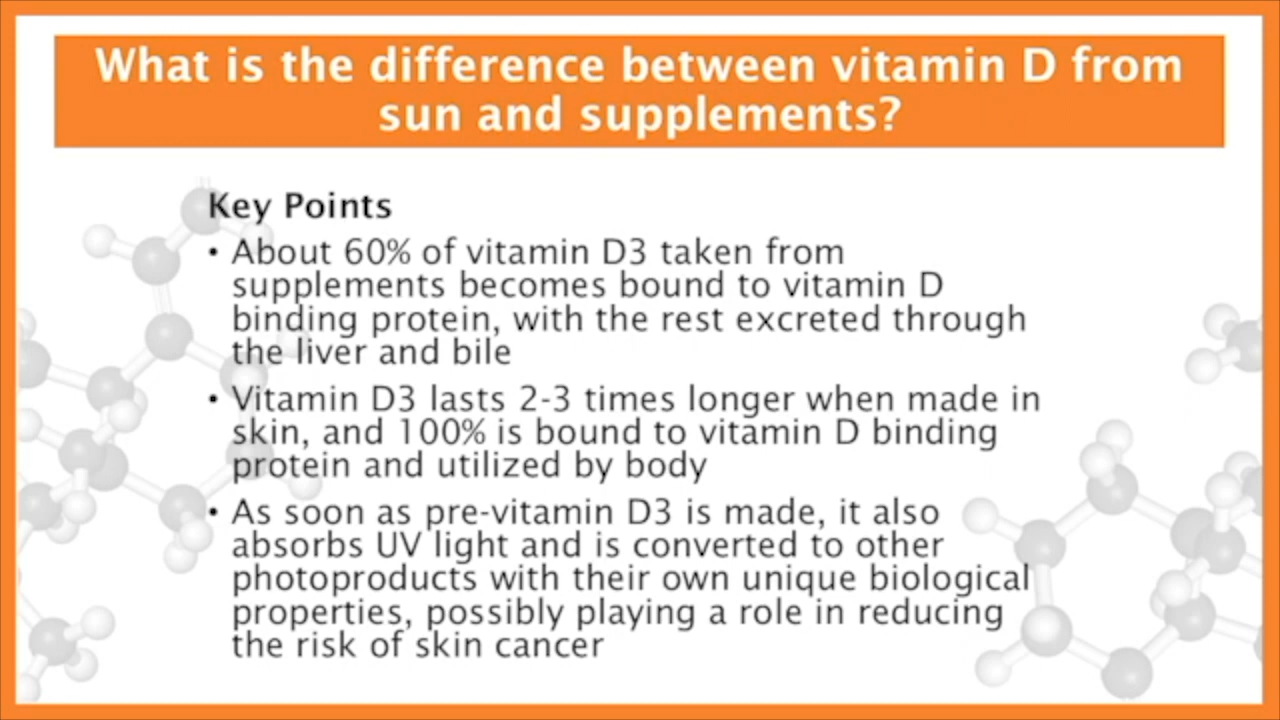 What is the difference between vitamin D from
sun and supplements?
Key Points
• About 60% of vitamin D3 taken from
supplements becomes bound to vitamin D
binding protein, with the rest excreted through
the liver and bile
• Vitamin D3 lasts 2-3 times longer when made in
skin, and 100% is bound to vitamin D binding
protein and utilized by body
• As soon as pre-vitamin D3 is made, it also
absorbs UV light and is converted to other
photoproducts with their own unique biological
properties, possibly playing a role in reducing
the risk of skin cancer